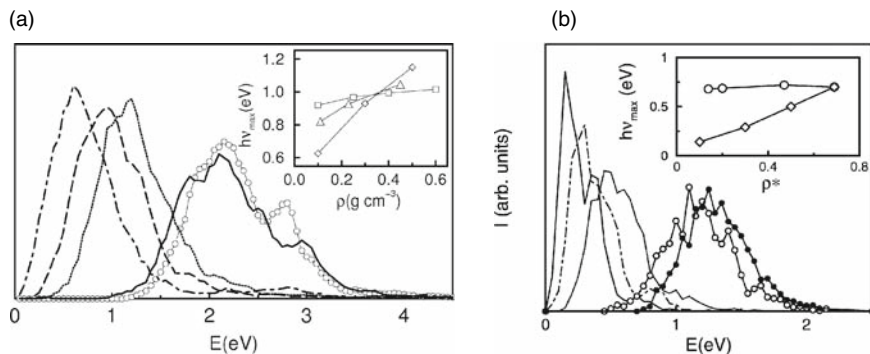 (a)
1.2
1.0
0.8
0.6
hν_max(eV)
0.0 0.2 0.4 0.6
ρ(g cm⁻³)
0 1 2 3 4
E(eV)
(b)
I (arb. units)
1
0.5
0
hν_max (eV)
0 0.4 0.8
ρ*
0 1 2
E(eV)